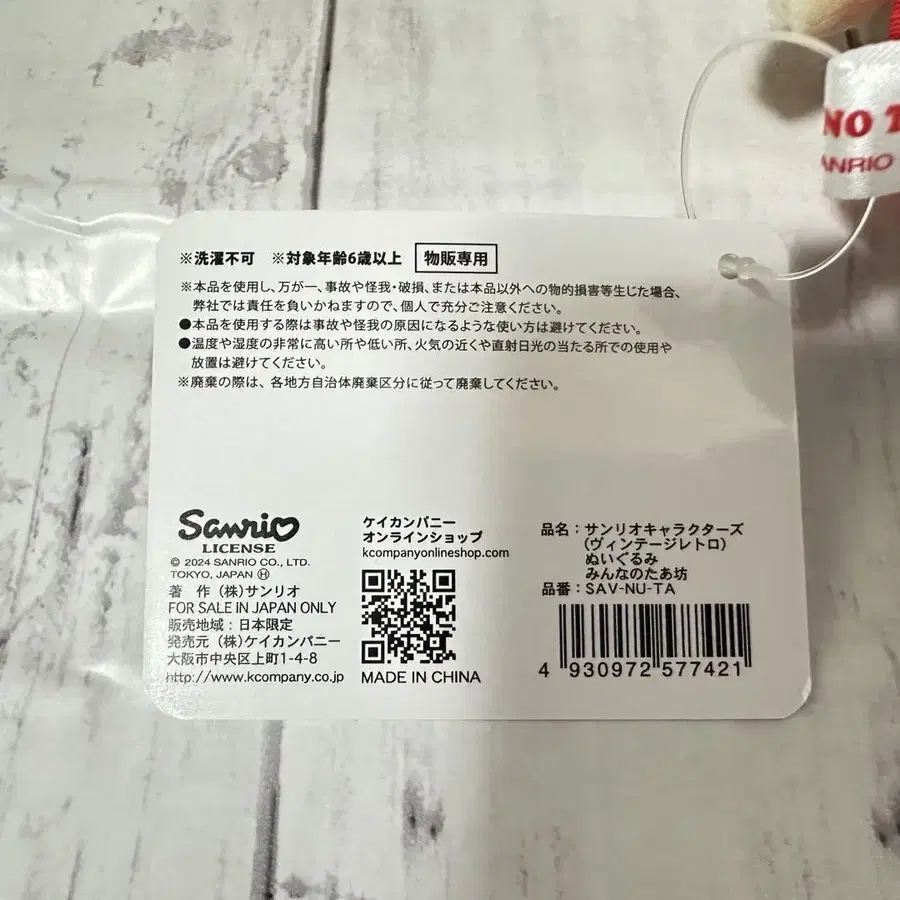 NO T
ANRIO
※洗濯不可 ※対象年齢6歳以上 物販専用
※本品を使用し、万が一、事故や怪我・破損、または本品以外への物的損害等生じた場合、
弊社では責任を負いかねますので、個人で充分ご注意ください。
●本品を使用する際は事故や怪我の原因になるような使い方は避けてください。
●温度や湿度の非常に高い所や低い所、火気の近くや直射日光の当たる所での使用や
放置は避けてください。
※廃棄の際は、各地方自治体廃棄区分に従って廃棄してください。
Sanrio
LICENSE
© 2024 SANRIO CO., LTD.
TOKYO, JAPAN Ⓗ
著 作 (株)サンリオ
FOR SALE IN JAPAN ONLY
販売地域:日本限定
発売元 (株)ケイカンパニー
大阪市中央区上町1-4-8
http://www.kcompany.co.jp
ケイカンパニー
オンラインショップ
kcompanyonlineshop.com
MADE IN CHINA
品名:サンリオキャラクターズ
(ヴィンテージレトロ)
ぬいぐるみ
みんなのたあ坊
品番:SAV-NU-TA
4 930972 577421